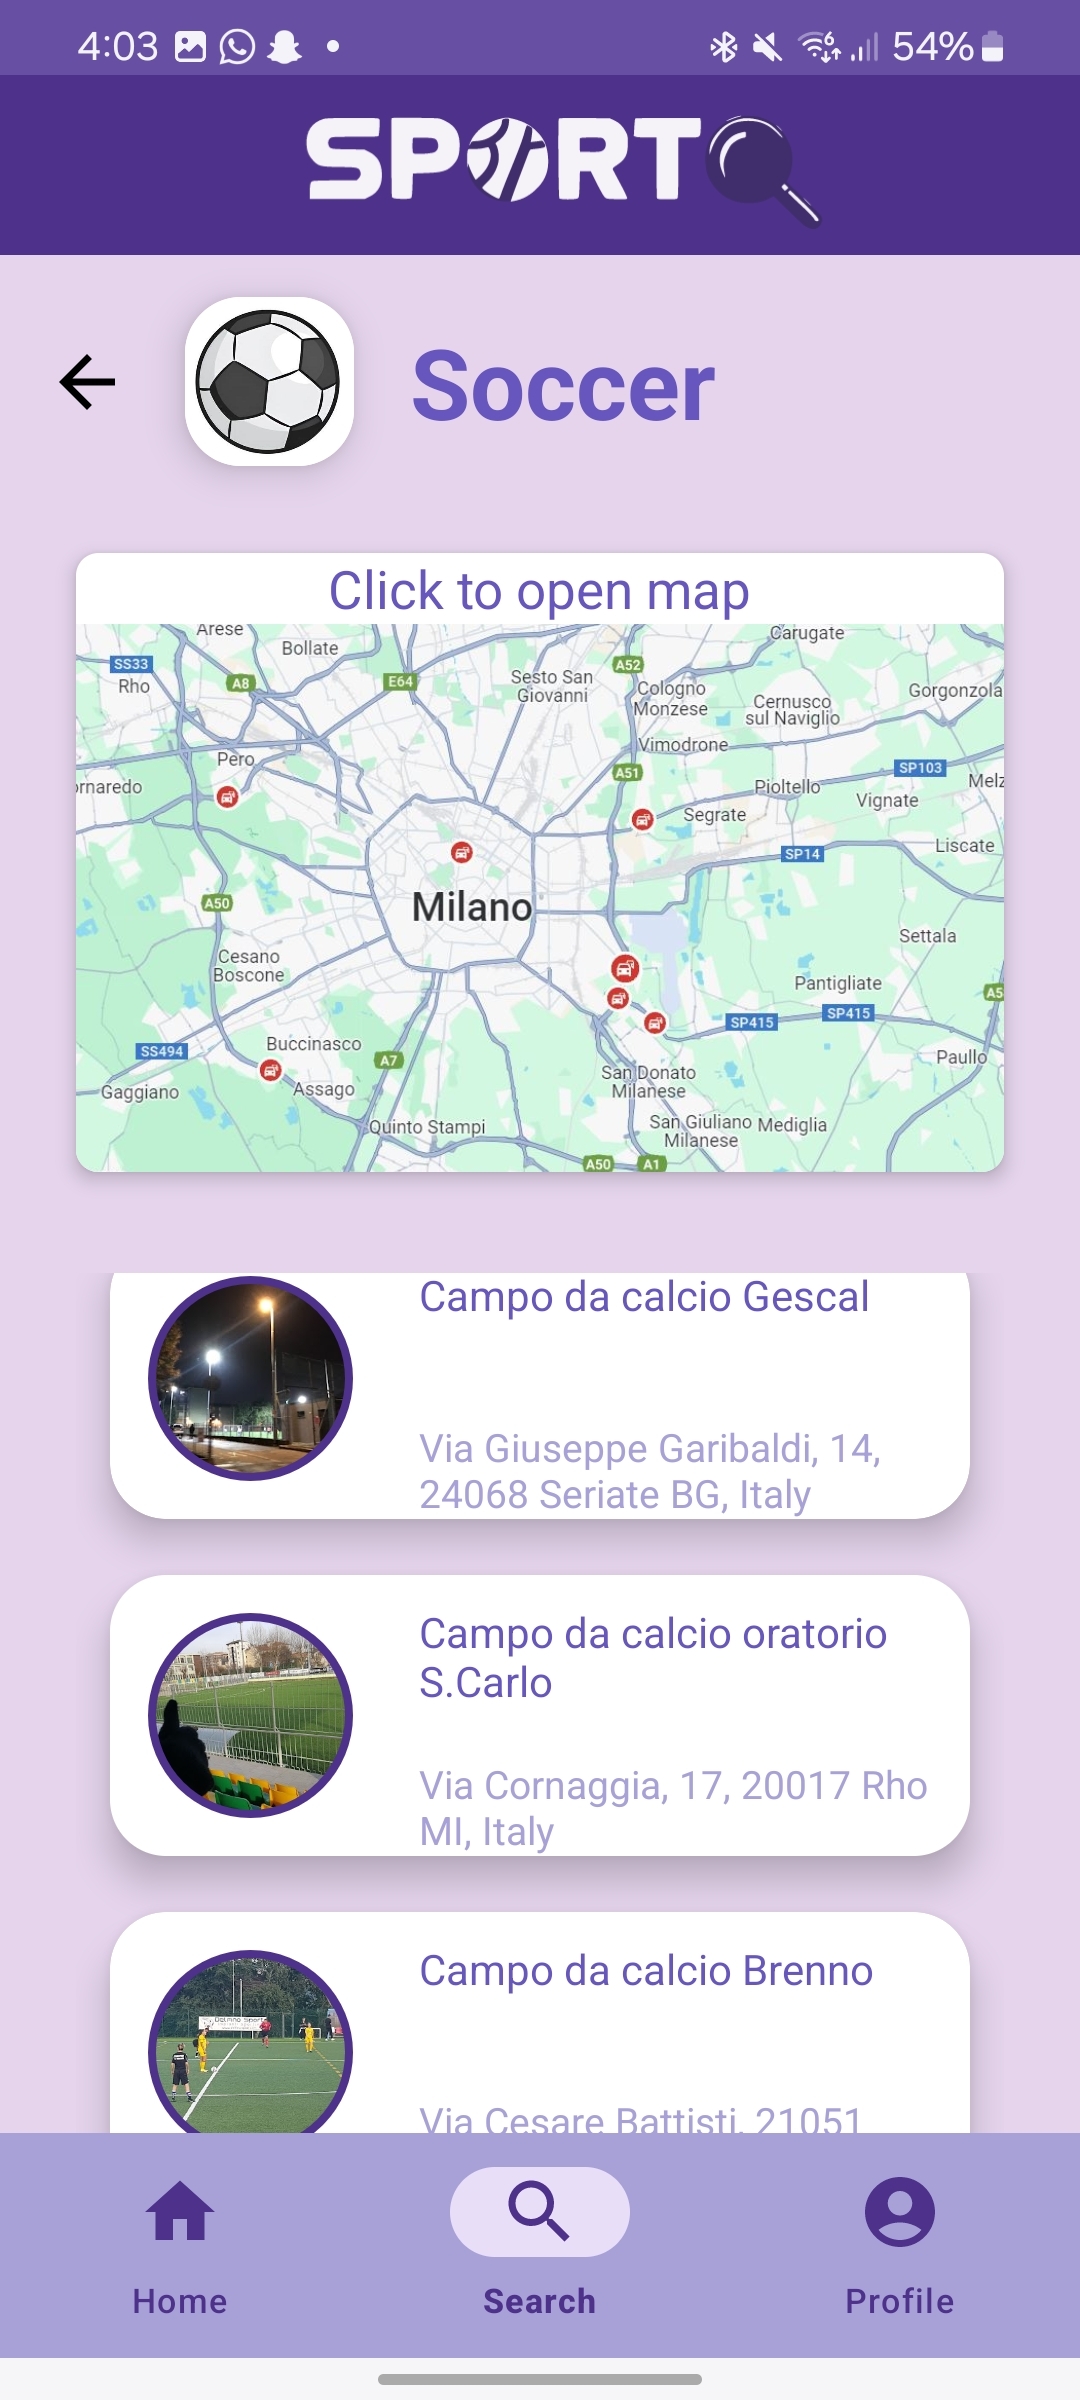 4:03
54%
SPORT
Soccer
Click to open map
Arese
Bollate
Carugate
SS33
Rho
A8
E64
Sesto San
Giovanni
A52
Cologno
Monzese
Cernusco
sul Naviglio
Gorgonzola
Vimodrone
Pero
A51
SP103
ornaredo
Pioltello
Melz
Vignate
Segrate
SP14
Liscate
Milano
A50
Settala
Cesano
Boscone
Pantigliate
A5
SP415
SP415
SS494
Buccinasco
A7
Paullo
San Donato
Milanese
Gaggiano
Assago
Quinto Stampi
San Giuliano
Milanese
Mediglia
A50
A1
Campo da calcio Gescal
Via Giuseppe Garibaldi, 14,
24068 Seriate BG, Italy
Campo da calcio oratorio
S.Carlo
Via Cornaggia, 17, 20017 Rho
MI, Italy
Campo da calcio Brenno
Via Cesare Battisti, 21051
Home
Search
Profile